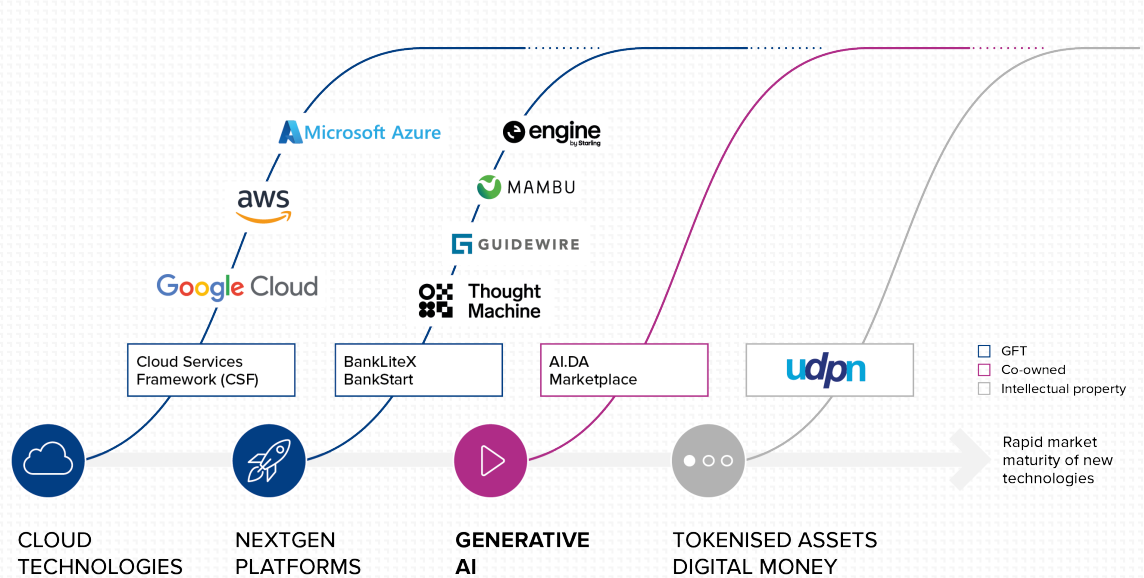 Microsoft Azure
engine
by Starling
aws
MAMBU
GUIDEWIRE
Google Cloud
Thought
Machine
Cloud Services
Framework (CSF)
BankLiteX
BankStart
AI.DA
Marketplace
udpn
GFT
Co-owned
Intellectual property
Rapid market
maturity of new
technologies
CLOUD
TECHNOLOGIES
NEXTGEN
PLATFORMS
GENERATIVE
AI
TOKENISED ASSETS
DIGITAL MONEY